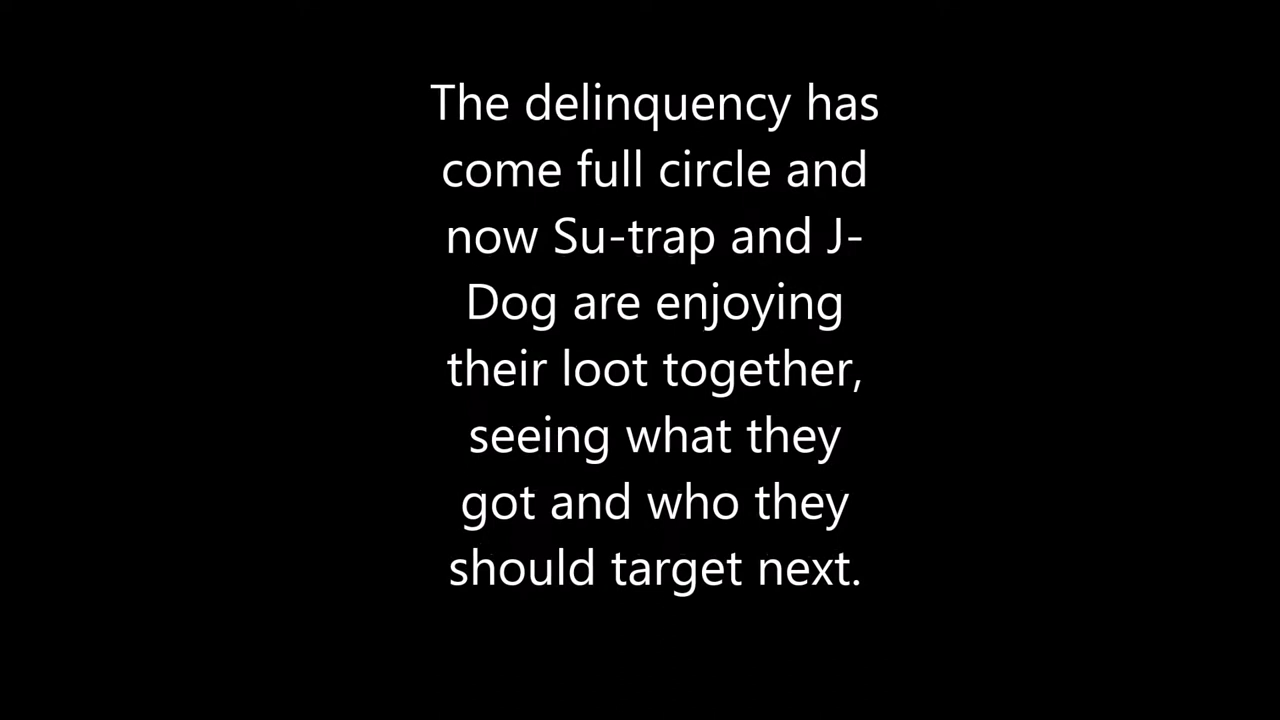 The delinquency has
come full circle and
now Su-trap and J-
Dog are enjoying
their loot together,
seeing what they
got and who they
should target next.